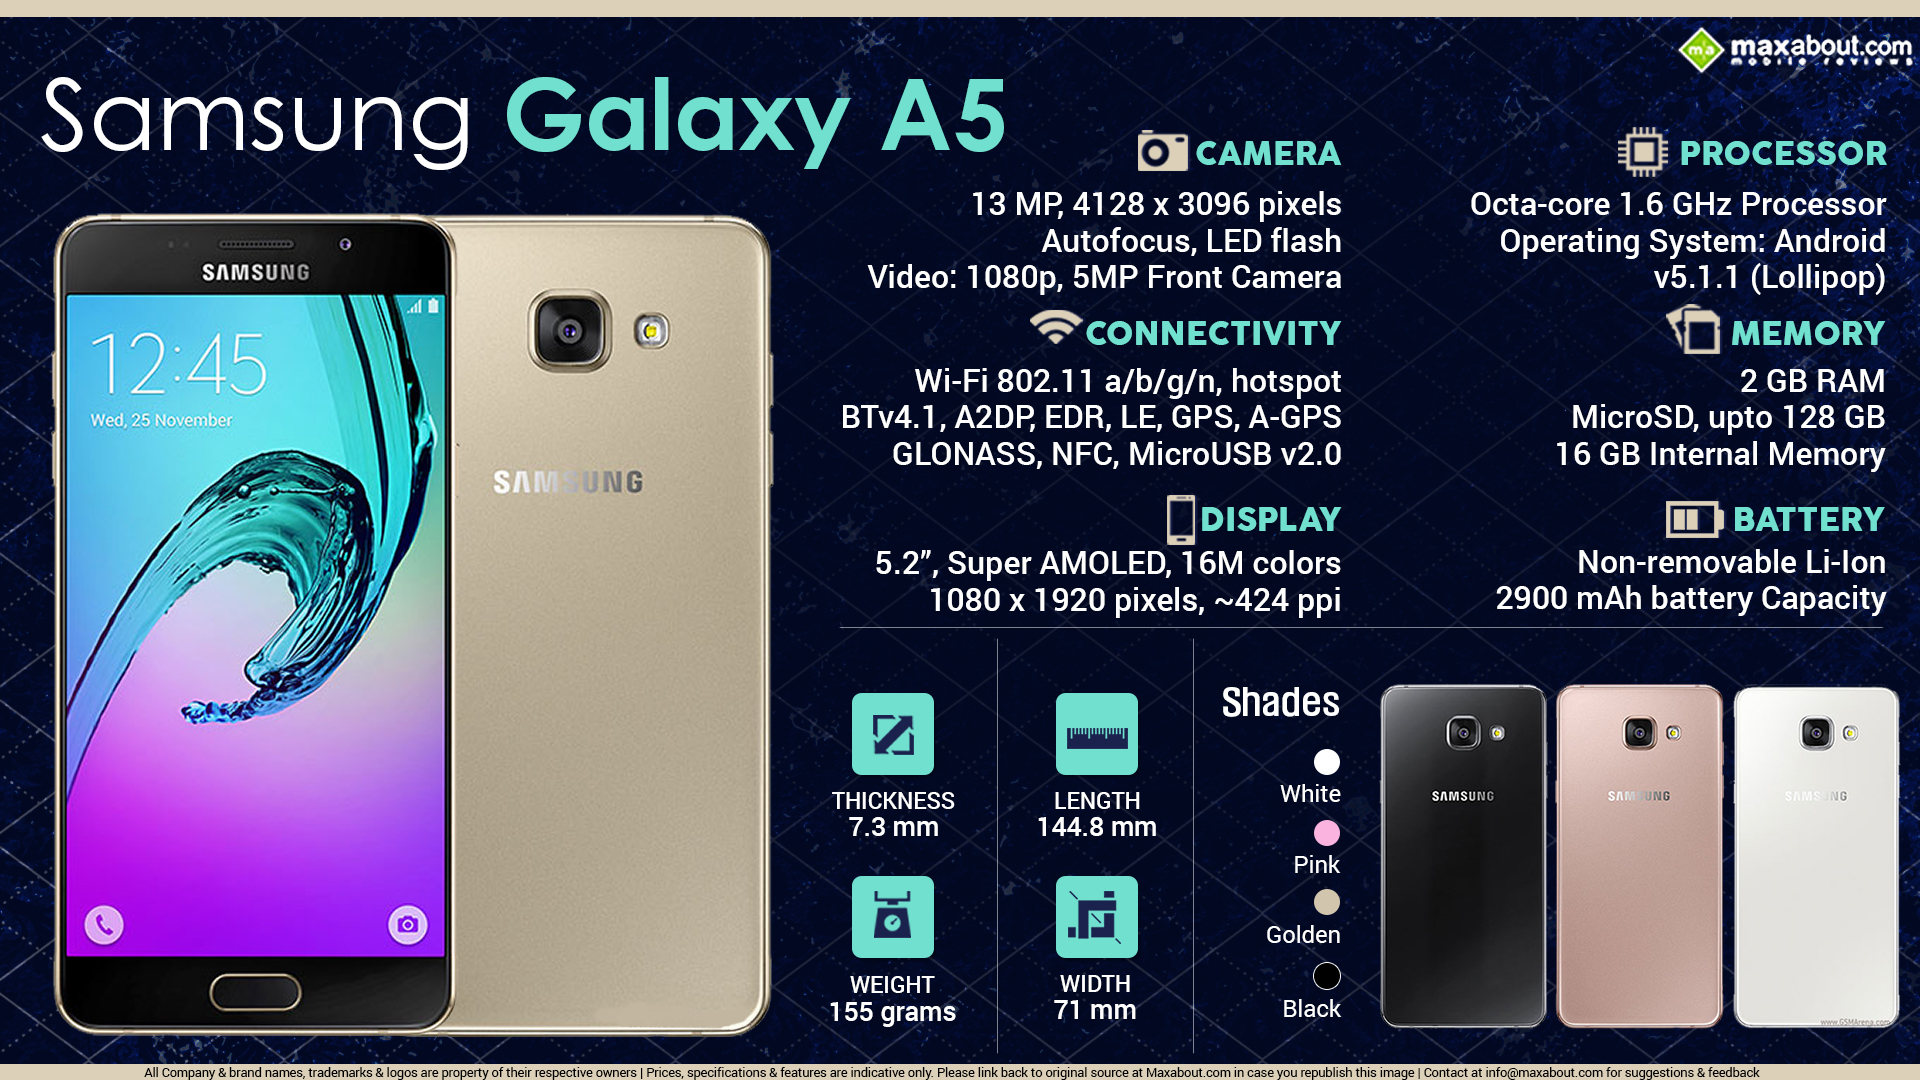 maxabout.com
mobile reviews
Samsung Galaxy A5
SAMSUNG
12:45
Wed, 25 November
SAMSUNG
CAMERA
13 MP, 4128 x 3096 pixels
Autofocus, LED flash
Video: 1080p, 5MP Front Camera
CONNECTIVITY
Wi-Fi 802.11 a/b/g/n, hotspot
BTv4.1, A2DP, EDR, LE, GPS, A-GPS
GLONASS, NFC, MicroUSB v2.0
DISPLAY
5.2”, Super AMOLED, 16M colors
1080 x 1920 pixels, ~424 ppi
PROCESSOR
Octa-core 1.6 GHz Processor
Operating System: Android
v5.1.1 (Lollipop)
MEMORY
2 GB RAM
MicroSD, upto 128 GB
16 GB Internal Memory
BATTERY
Non-removable Li-Ion
2900 mAh battery Capacity
THICKNESS
7.3 mm
LENGTH
144.8 mm
WEIGHT
155 grams
WIDTH
71 mm
Shades
White
Pink
Golden
Black
SAMSUNG
SAMSUNG
SAMSUNG
www.GSMArena.com
All Company & brand names, trademarks & logos are property of their respective owners | Prices, specifications & features are indicative only. Please link back to original source at Maxabout.com in case you republish this image | Contact at info@maxabout.com for suggestions & feedback